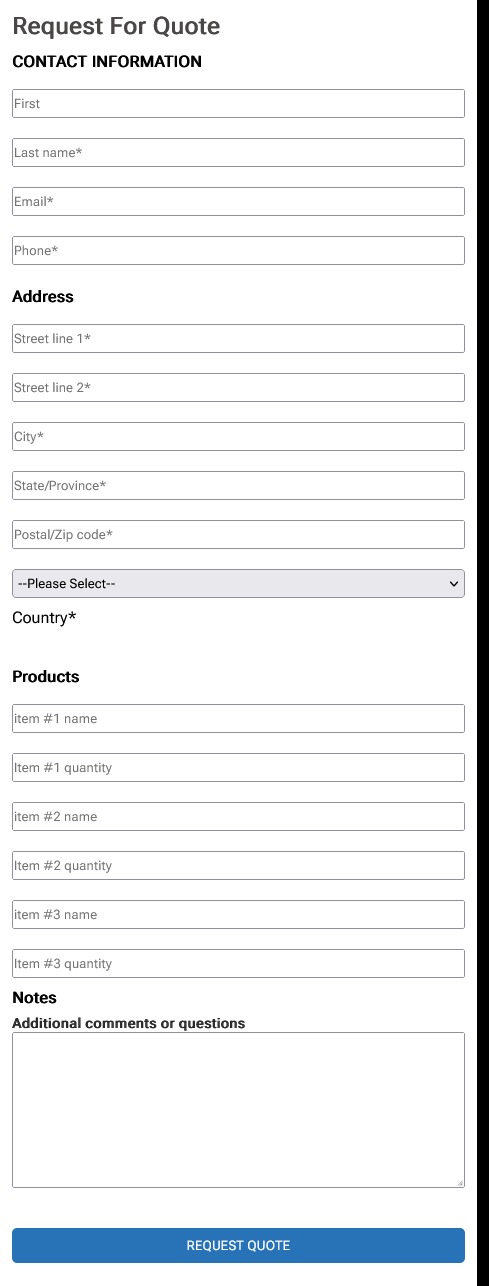 Request For Quote
CONTACT INFORMATION
First
Last name*
Email*
Phone*
Address
Street line 1*
Street line 2*
City*
State/Province*
Postal/Zip code*
--Please Select--
Country*
Products
item #1 name
Item #1 quantity
item #2 name
Item #2 quantity
item #3 name
Item #3 quantity
Notes
Additional comments or questions
REQUEST QUOTE